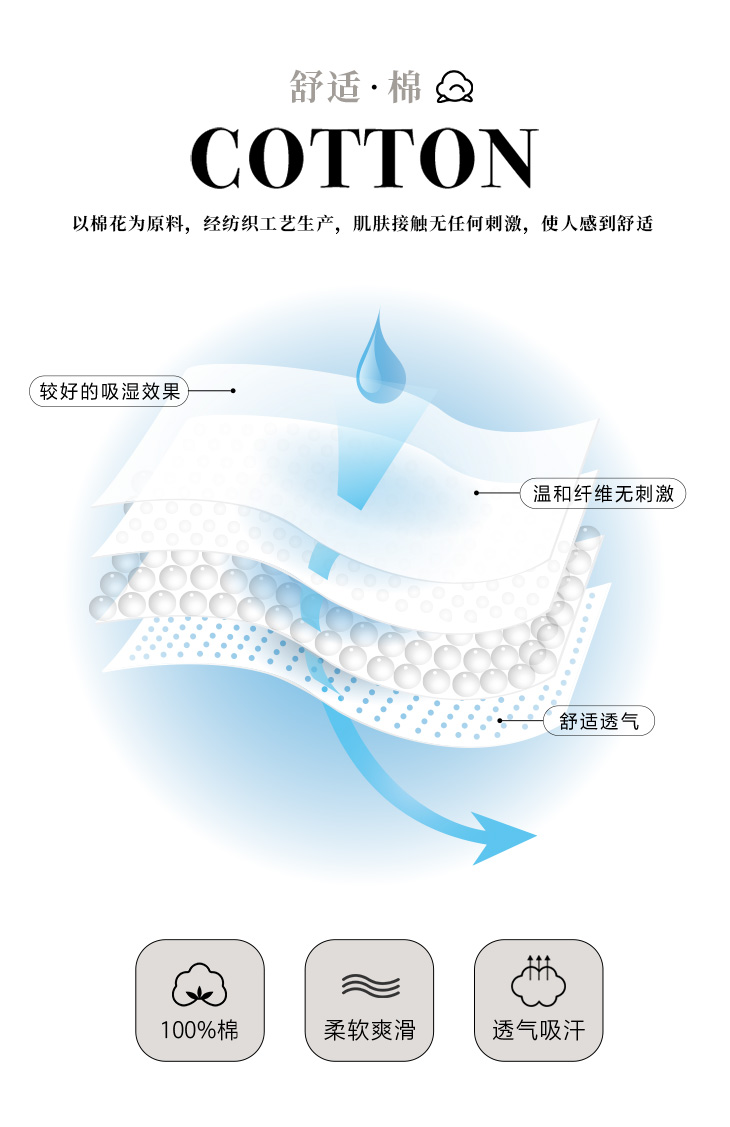 舒适·棉
COTTON
以棉花为原料，经纺织工艺生产，肌肤接触无任何刺激，使人感到舒适
较好的吸湿效果
温和纤维无刺激
舒适透气
100%棉
柔软爽滑
透气吸汗